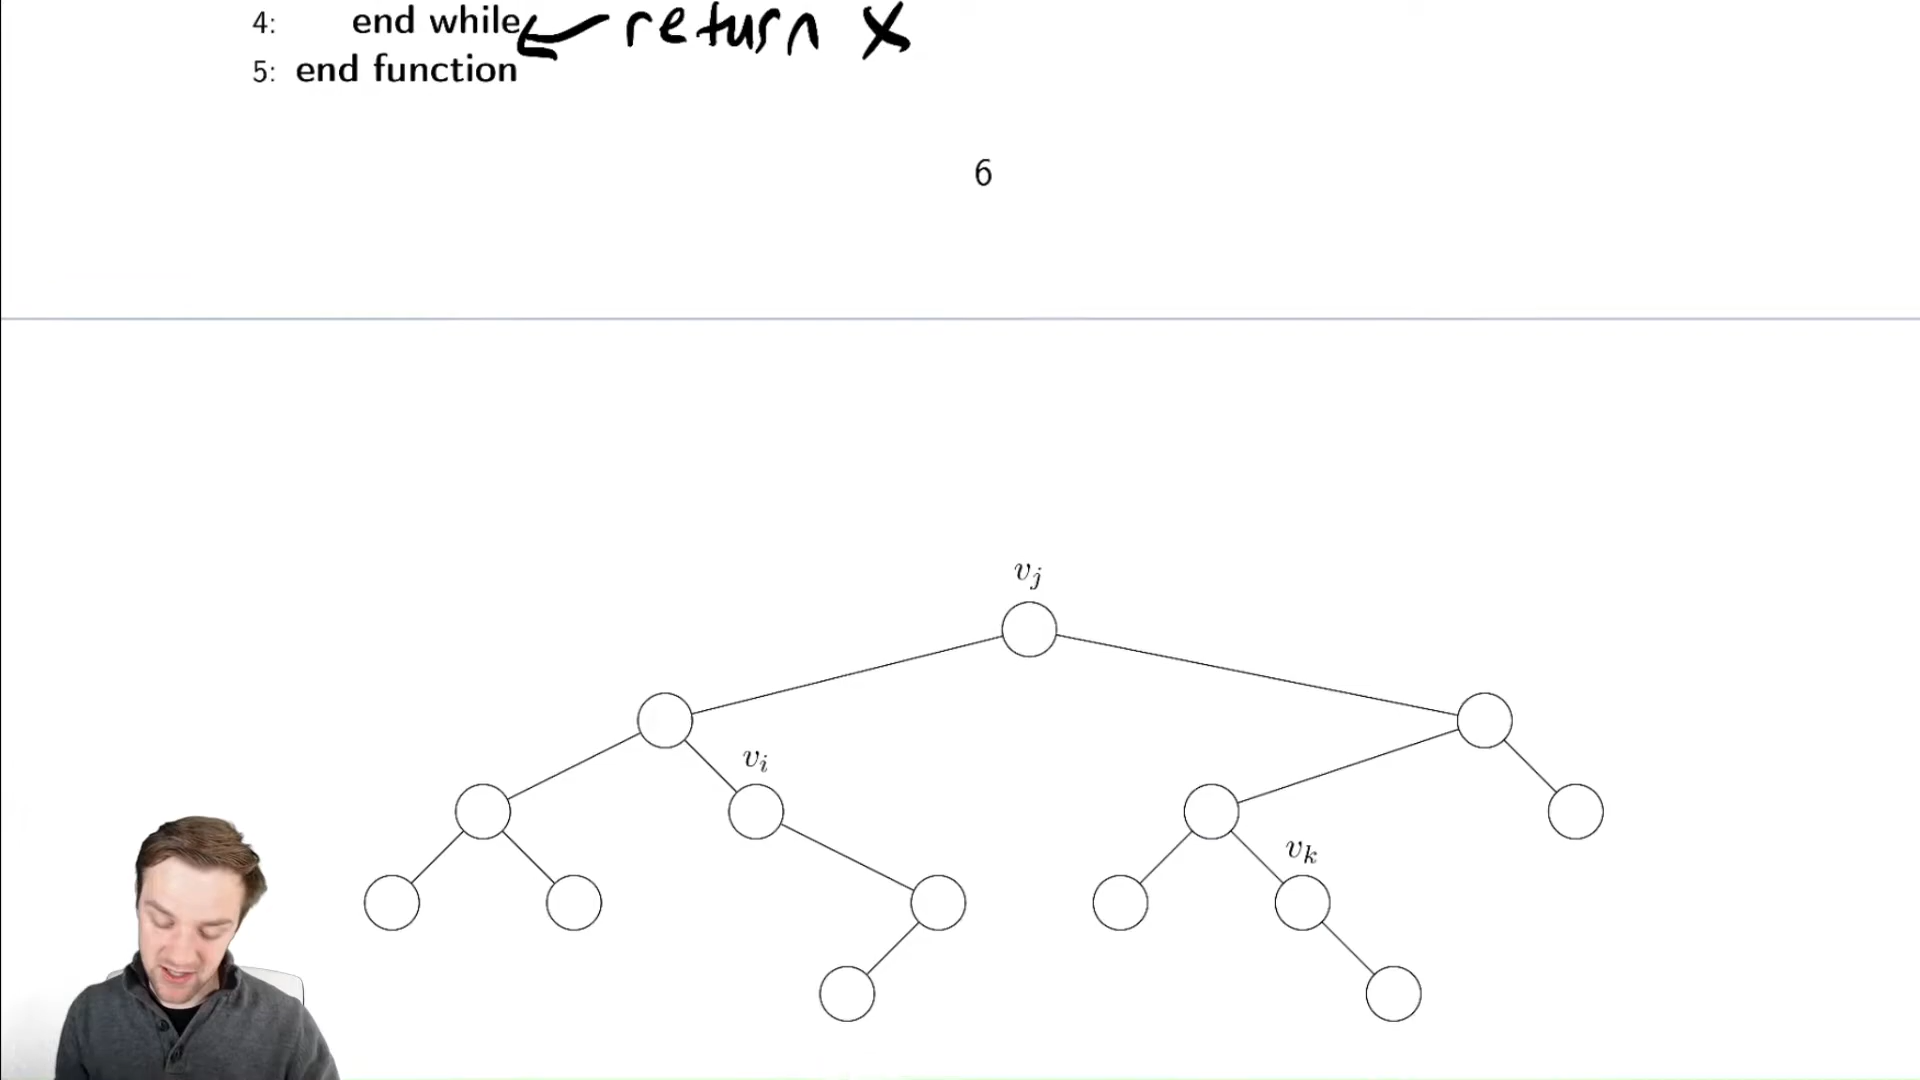 4: end while return x
5: end function
6
v_j
v_i
v_k